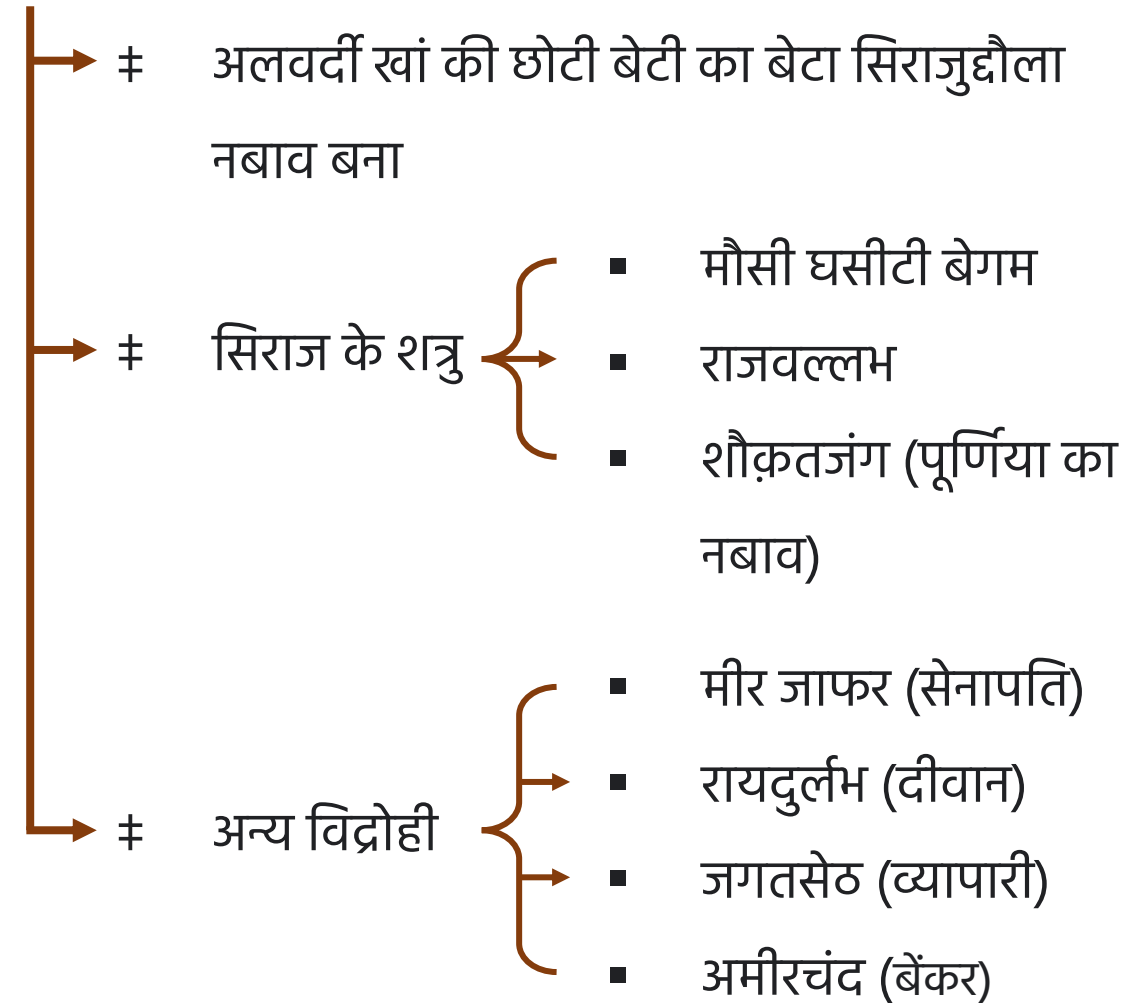 ‡ अलवर्दी खां की छोटी बेटी का बेटा सिराजुद्दौला
नबाव बना
‡ सिराज के शत्रु
▪ मौसी घसीटी बेगम
▪ राजवल्लभ
▪ शौक़तजंग (पूर्णिया का
नबाव)
‡ अन्य विद्रोही
▪ मीर जाफर (सेनापति)
▪ रायदुर्लभ (दीवान)
▪ जगतसेठ (व्यापारी)
▪ अमीरचंद (बेंकर)